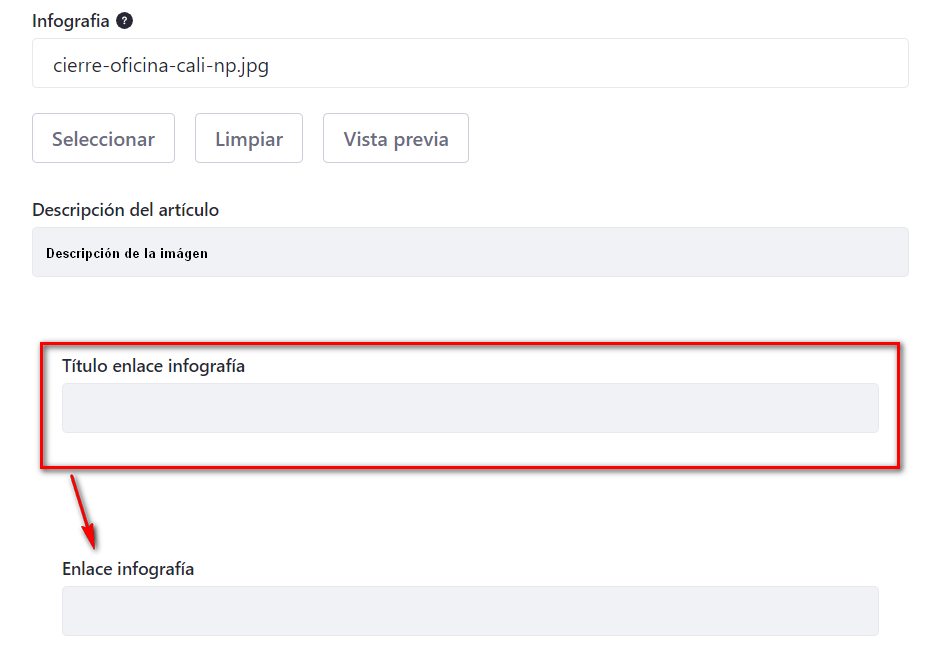 Infografia ?
cierre-oficina-cali-np.jpg
Seleccionar Limpiar Vista previa
Descripción del artículo
Descripción de la imágen
Título enlace infografía
Enlace infografía